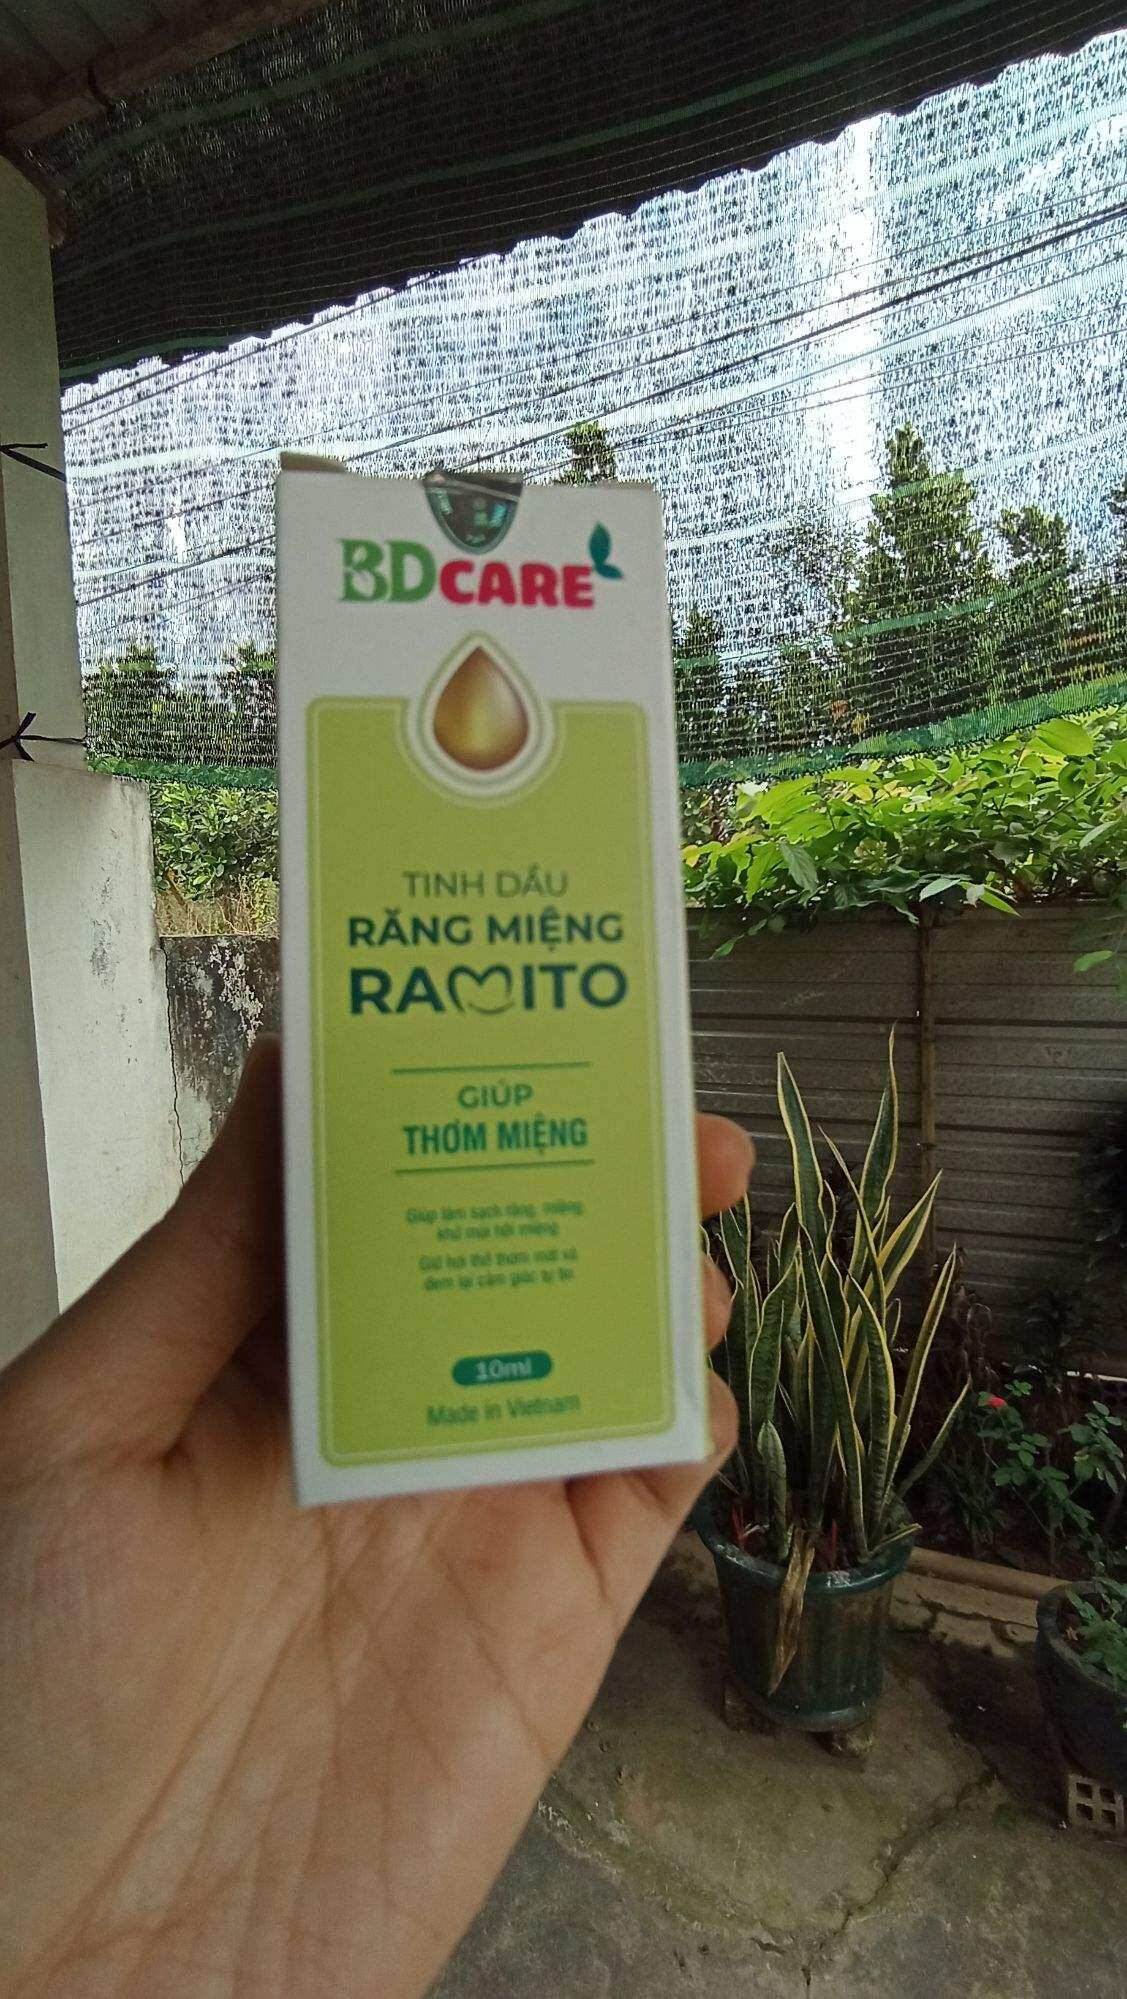 BDCARE
TINH DẦU
RĂNG MIỆNG
RAMITO
GIÚP
THƠM MIỆNG
Giúp làm sạch răng, miệng,
khử mùi hôi miệng
Giữ hơi thở thơm mát và
đem lại cảm giác tự tin
10ml
Made in Vietnam